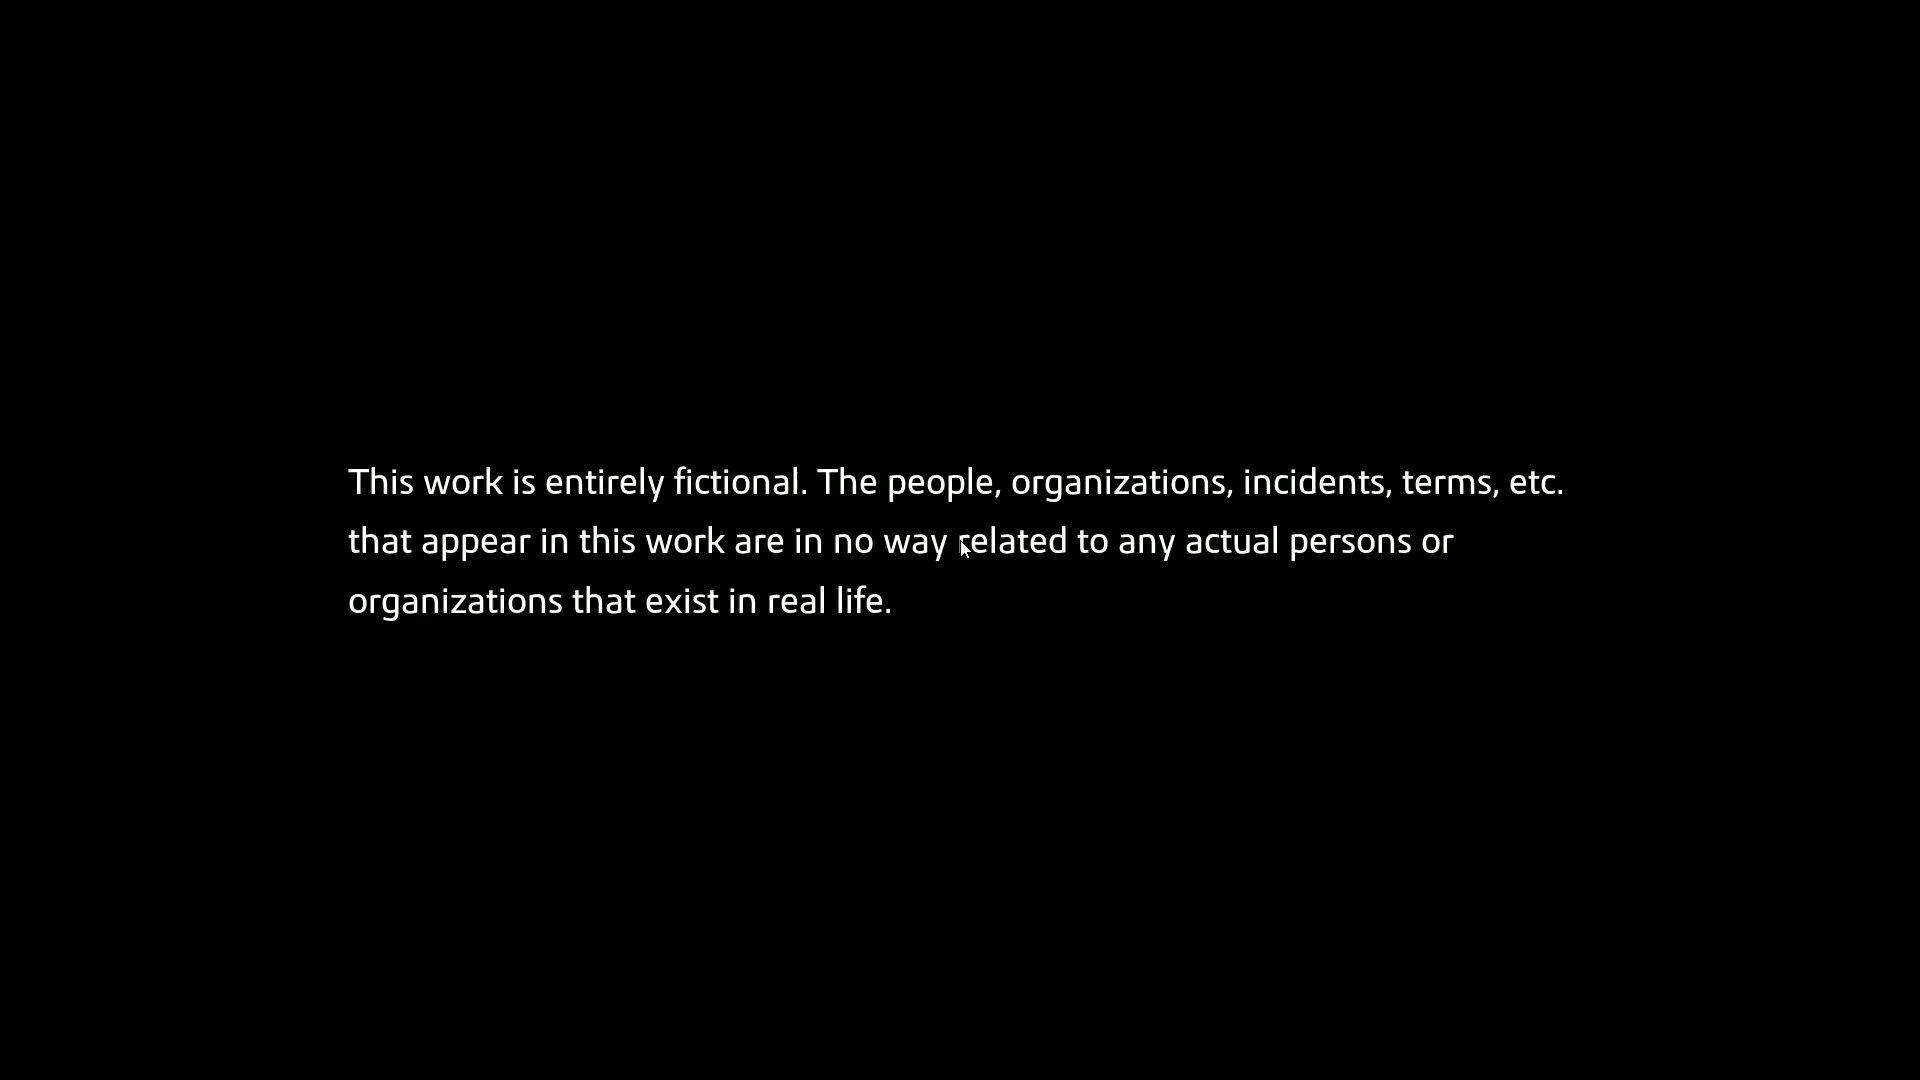 This work is entirely fictional. The people, organizations, incidents, terms, etc.
that appear in this work are in no way related to any actual persons or
organizations that exist in real life.